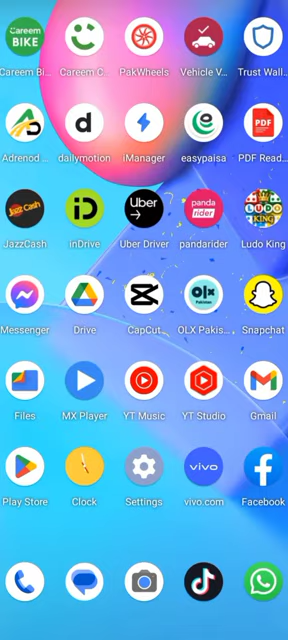 Careem
BIKE
Careem Bi...
Careem C...
PakWheels
Vehicle V...
Trust Wall...
d
PDF
Adrenod ...
dailymotion
iManager
easypaisa
PDF Read...
Jazz Cash
iD
Uber
panda
rider
LUDO
KING
JazzCash
inDrive
Uber Driver
pandarider
Ludo King
olx
Messenger
Drive
CapCut
OLX Pakis...
Snapchat
Files
MX Player
YT Music
YT Studio
Gmail
vivo
Play Store
Clock
Settings
vivo.com
Facebook